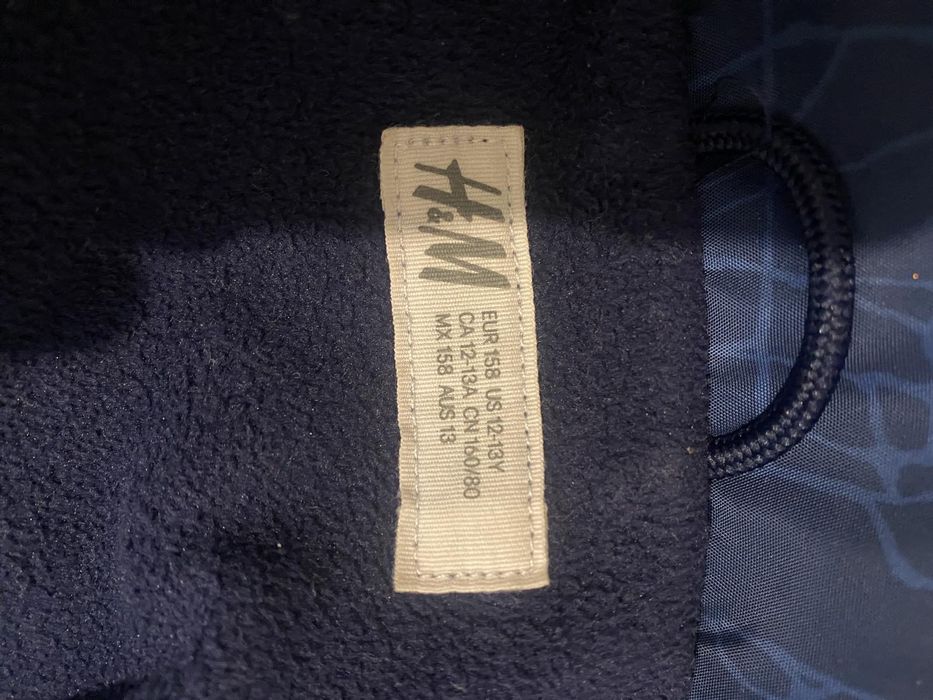 H&M
EUR 158 US 12-13Y
CA 12-13A CN 160/80
MX 158 AUS 13